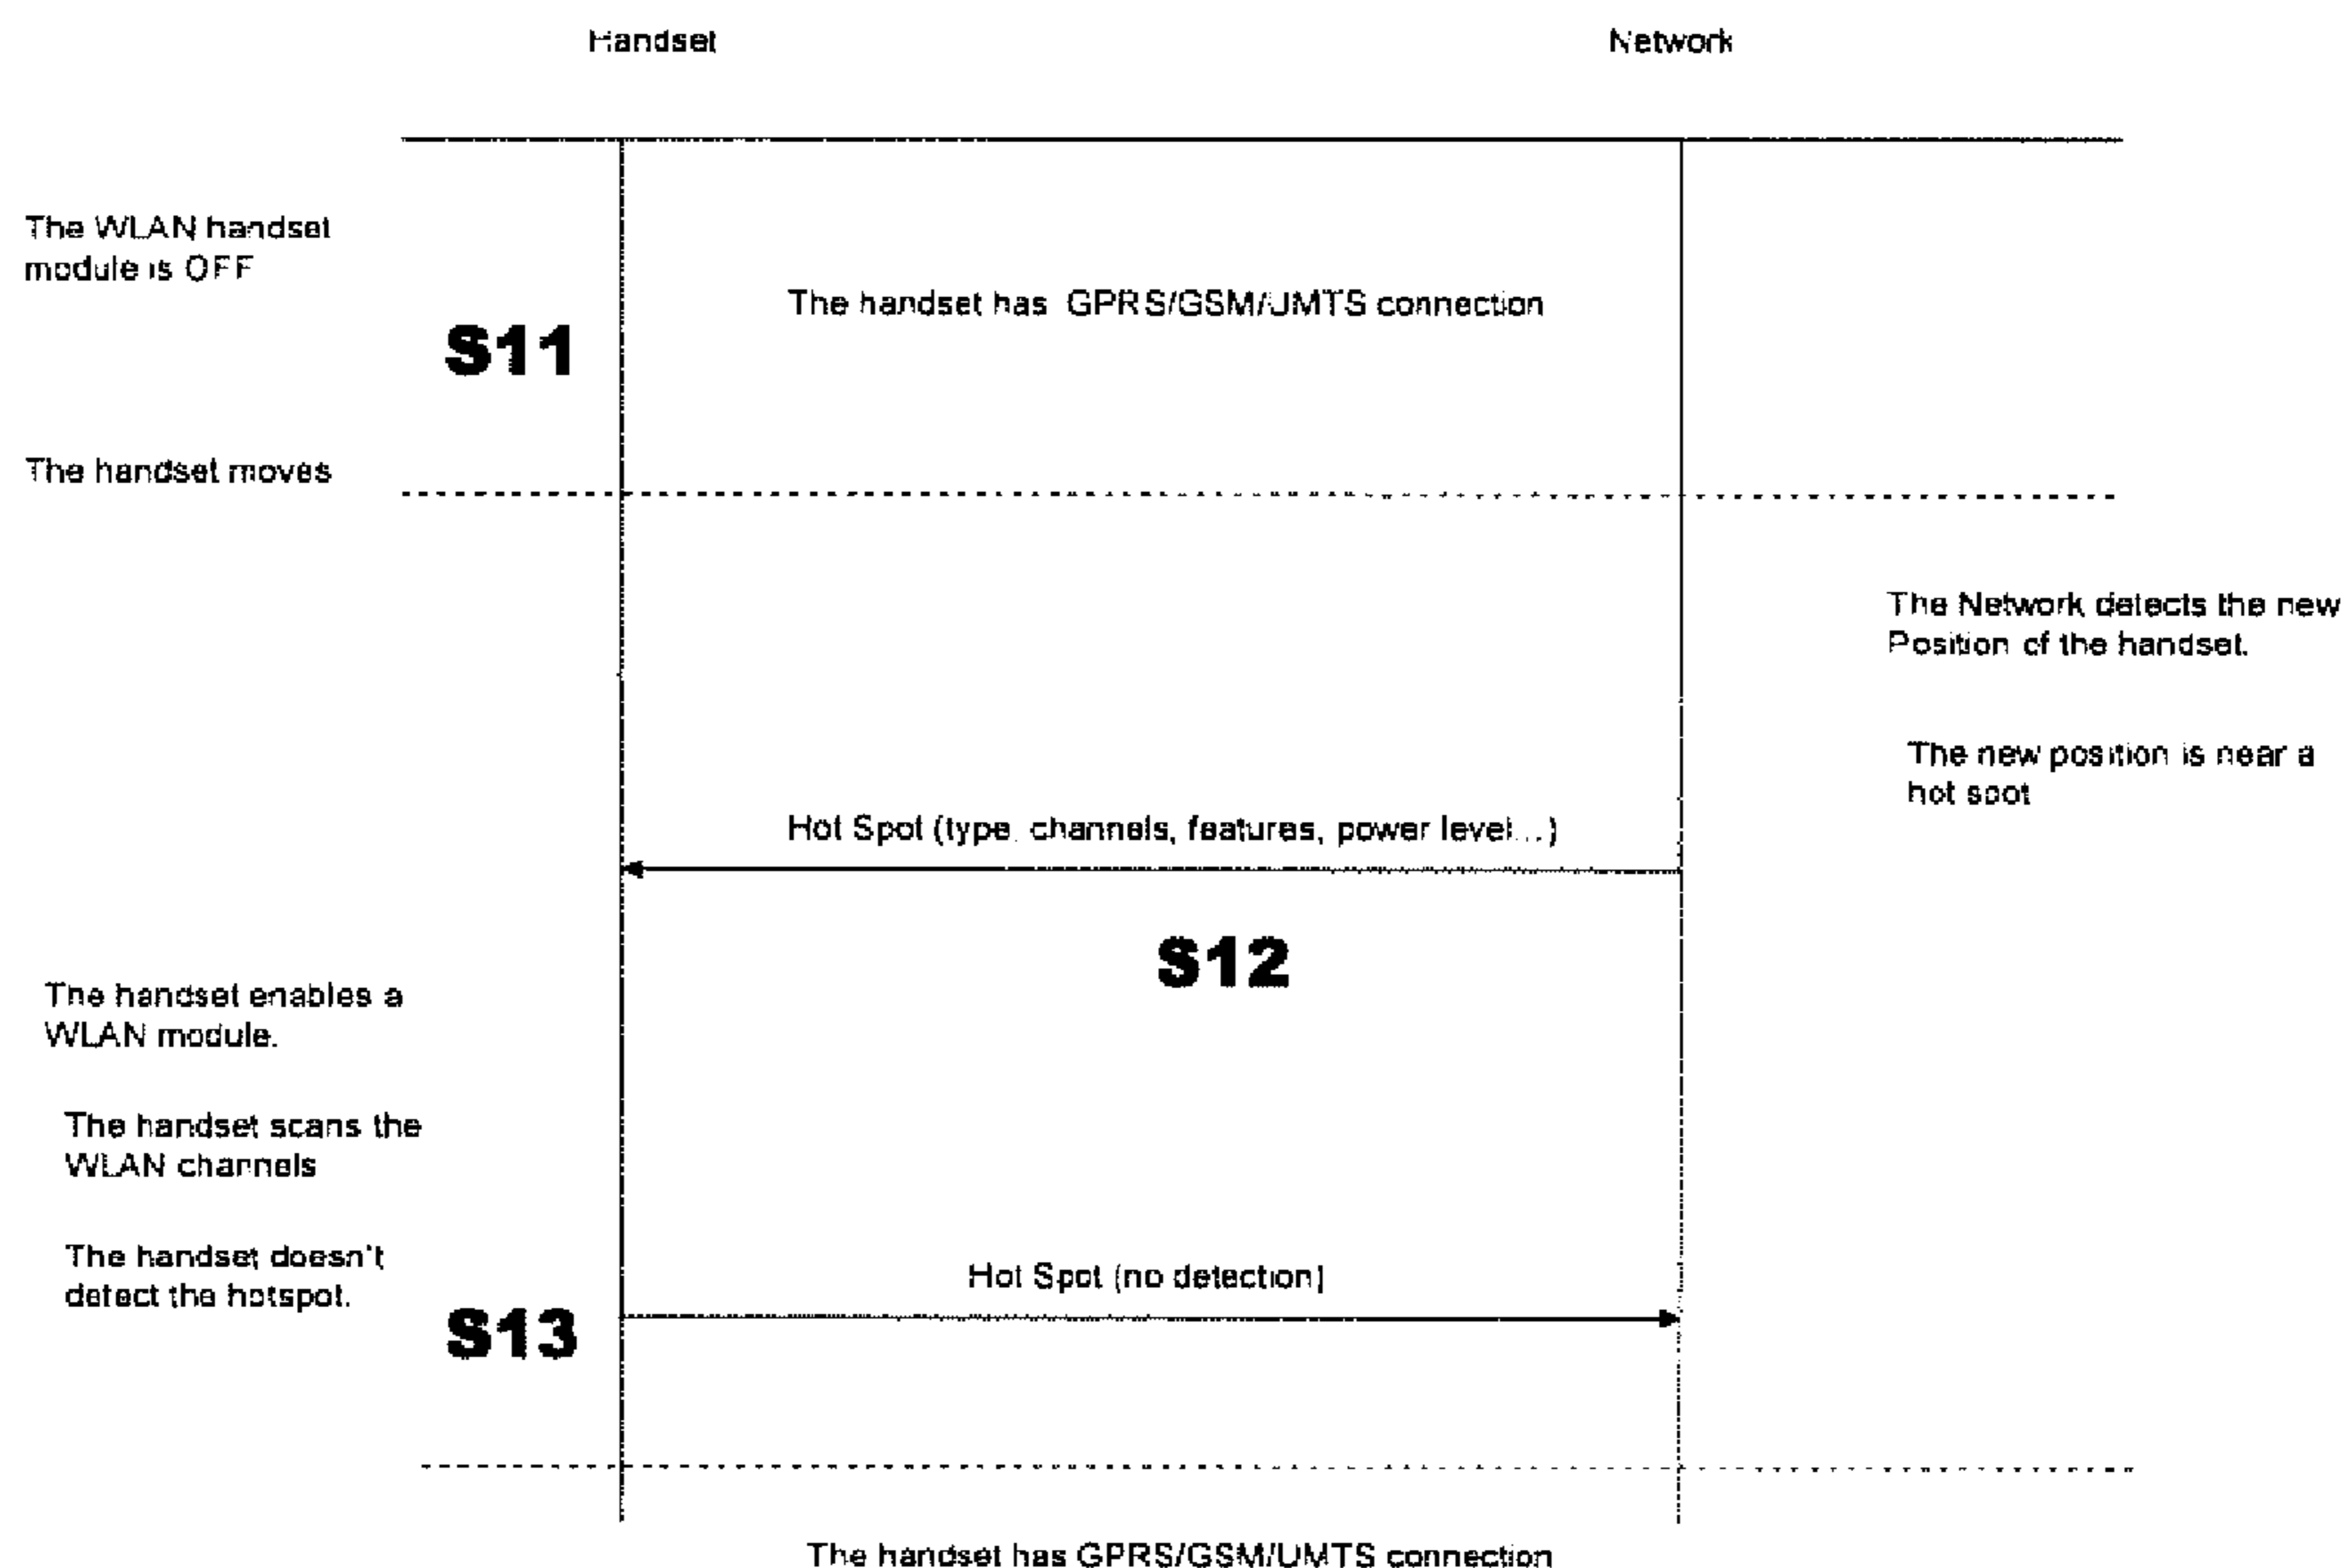 Handset
Network
The WLAN handset
module is OFF
The handset has GPRS/GSM/UMTS connection
S11
The handset moves
The Network detects the new
Position of the handset.
The new position is near a
hot spot
Hot Spot (type, channels, features, power level...)
S12
The handset enables a
WLAN module.
The handset scans the
WLAN channels
The handset doesn't
detect the hotspot.
Hot Spot (no detection)
S13
The handset has GPRS/GSM/UMTS connection